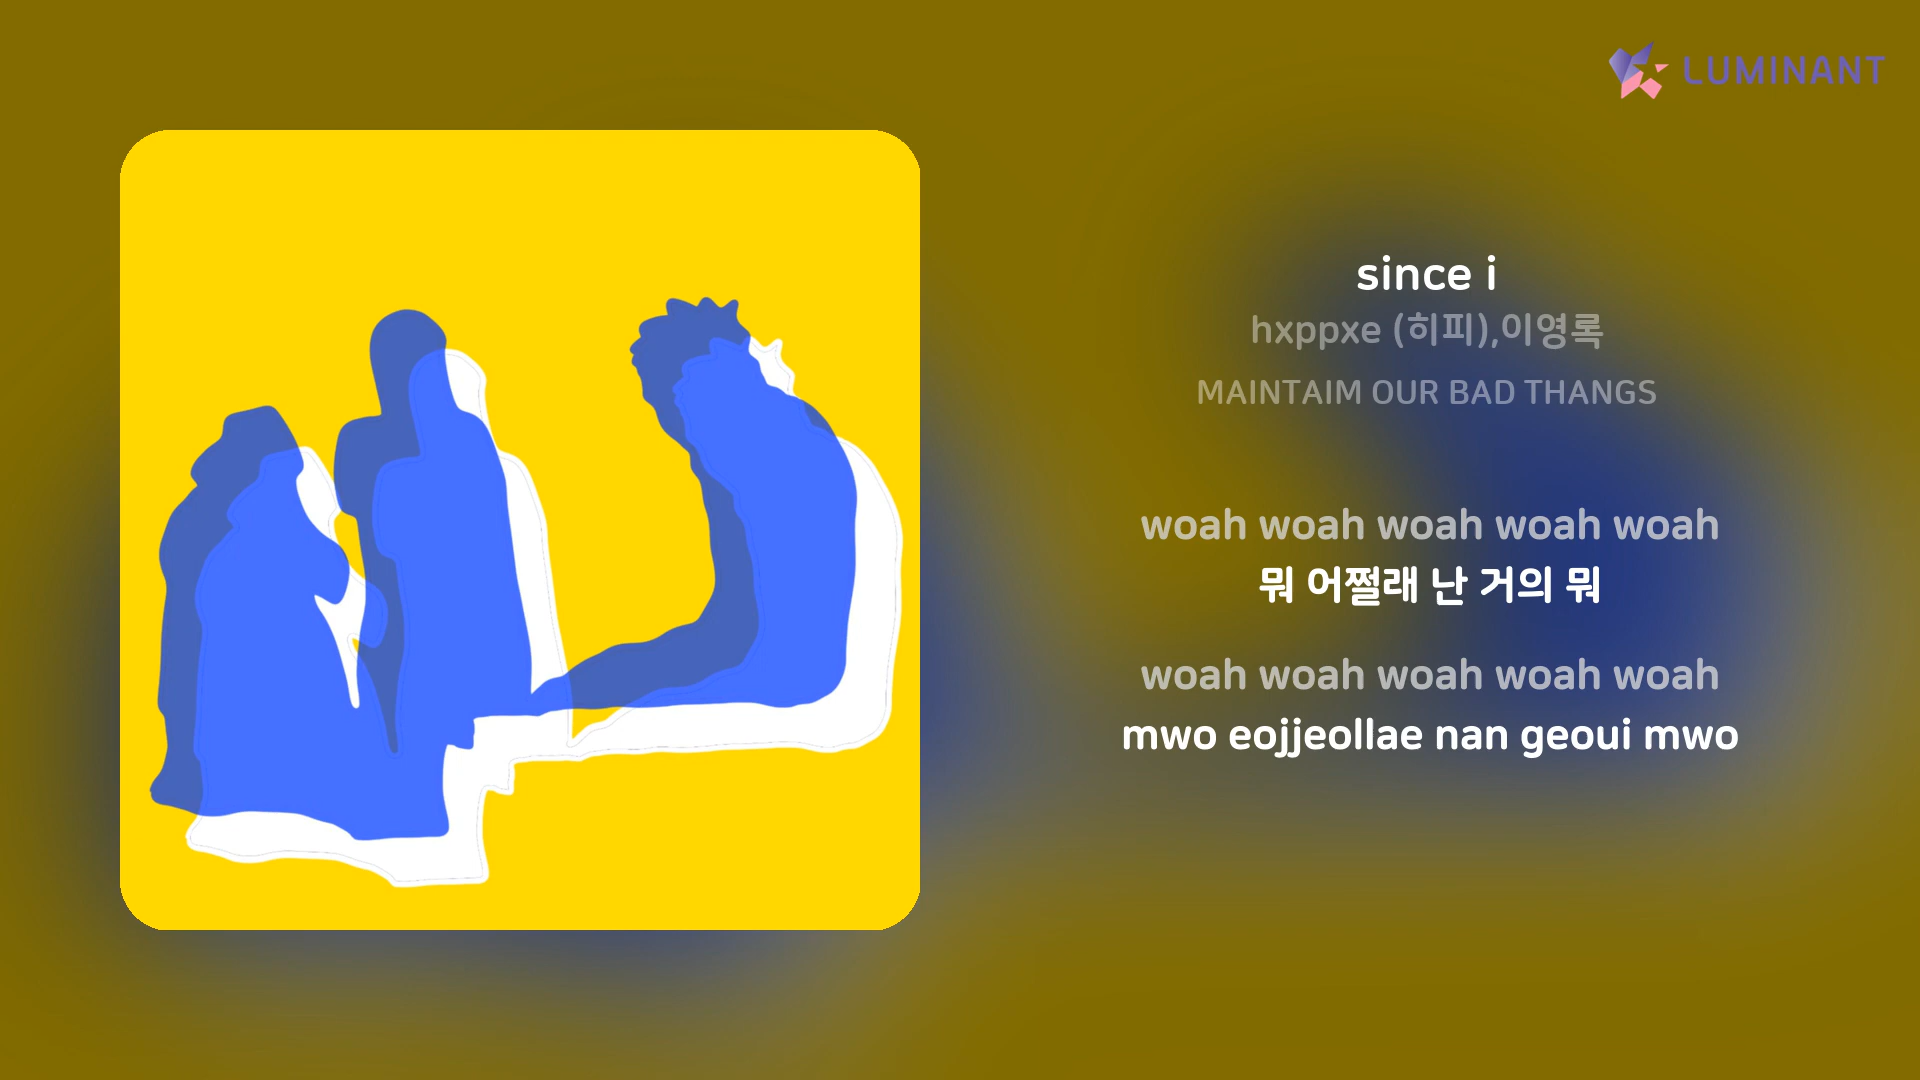 LUMINANT
since i
hxppxe (히피),이영록
MAINTAIM OUR BAD THANGS
woah woah woah woah woah
뭐 어쩔래 난 거의 뭐
woah woah woah woah woah
mwo eojjeollae nan geoui mwo